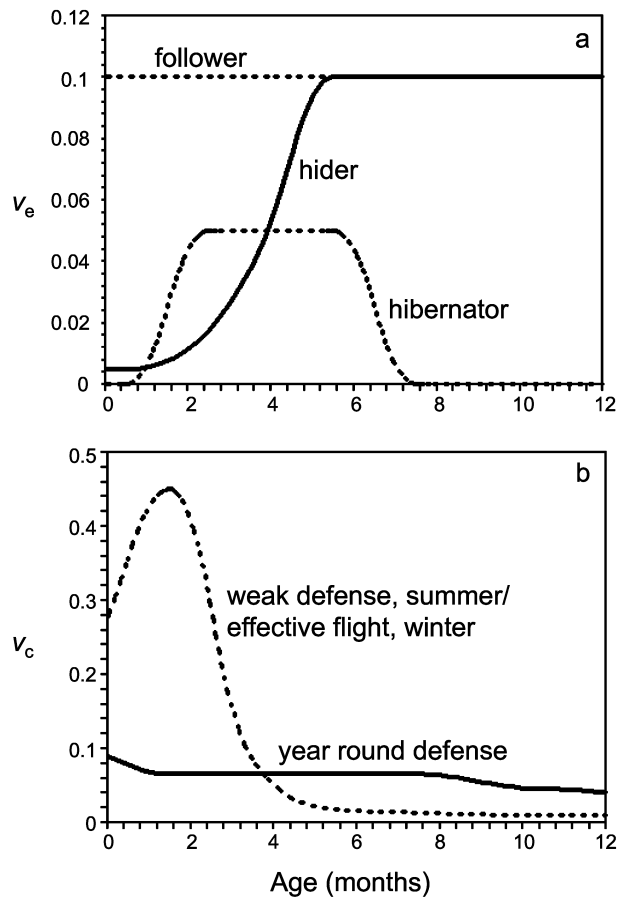 0.12
a
follower
0.1
0.08
hider
v_e
0.06
0.04
hibernator
0.02
0
0 2 4 6 8 10 12
0.5
b
0.4
weak defense, summer/
effective flight, winter
0.3
v_c
0.2
year round defense
0.1
0
0 2 4 6 8 10 12
Age (months)